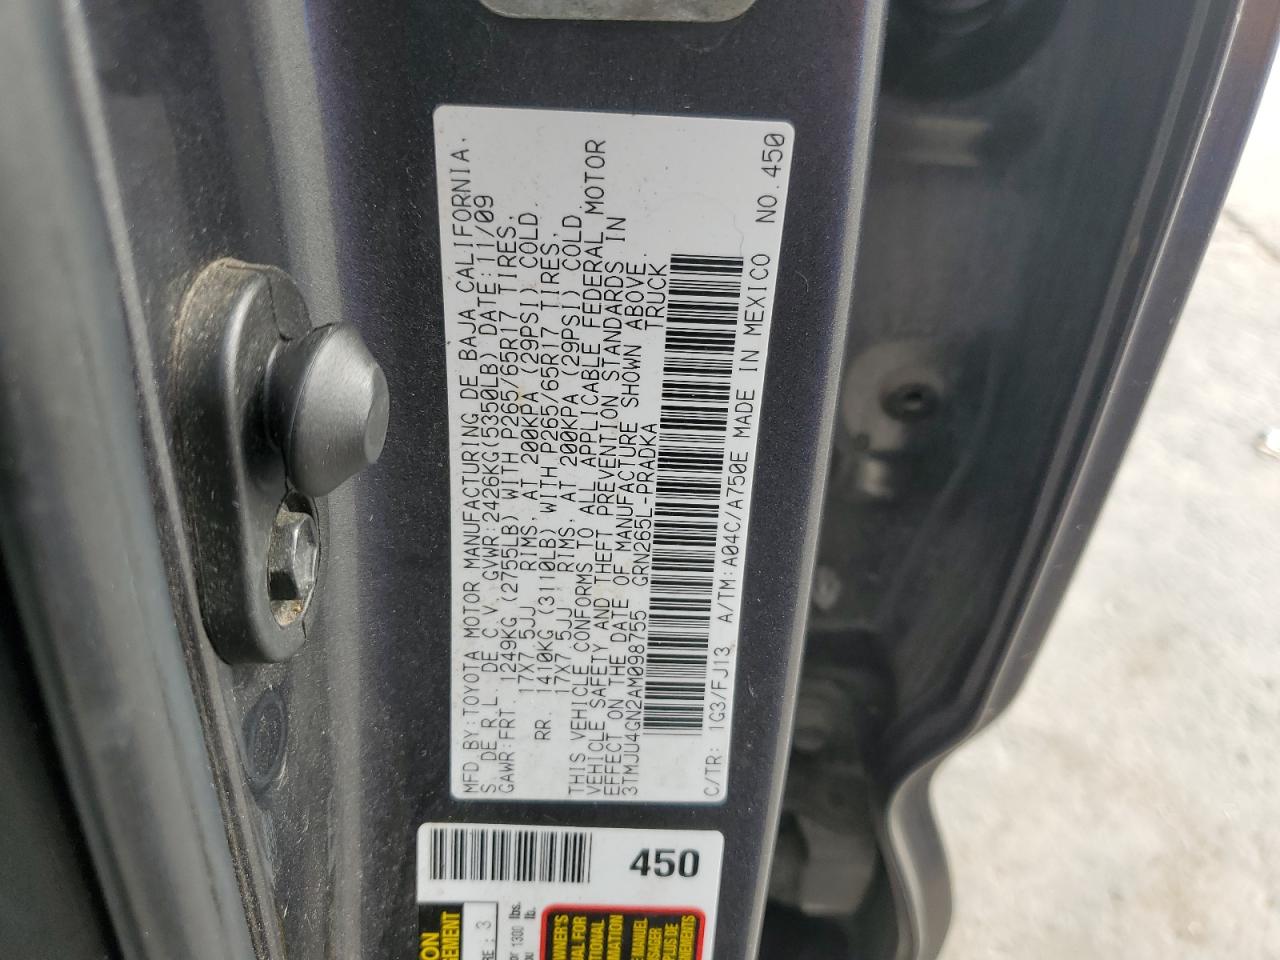 MFD BY:TOYOTA MOTOR MANUFACTURING DE BAJA CALIFORNIA,
S. DE R.L. DE C.V. GVWR:2426KG(5350LB)DATE:11/09
GAWR:FRT. 1249KG (2755LB) WITH P265/65R17 TIRES,
17X7.5JJ RIMS, AT 200KPA (29PSI) COLD
RR. 1410KG (3110LB) WITH P265/65R17 TIRES,
17X7.5JJ RIMS, AT 200KPA (29PSI) COLD
THIS VEHICLE CONFORMS TO ALL APPLICABLE FEDERAL MOTOR
VEHICLE SAFETY AND THEFT PREVENTION STANDARDS IN
EFFECT ON THE DATE OF MANUFACTURE SHOWN ABOVE.
3TMJU4GN2AM098755 GRN265L-PRADKA TRUCK
C/TR: 1G3/FJ13 A/TM:A04C/A750E MADE IN MEXICO NO.450
450